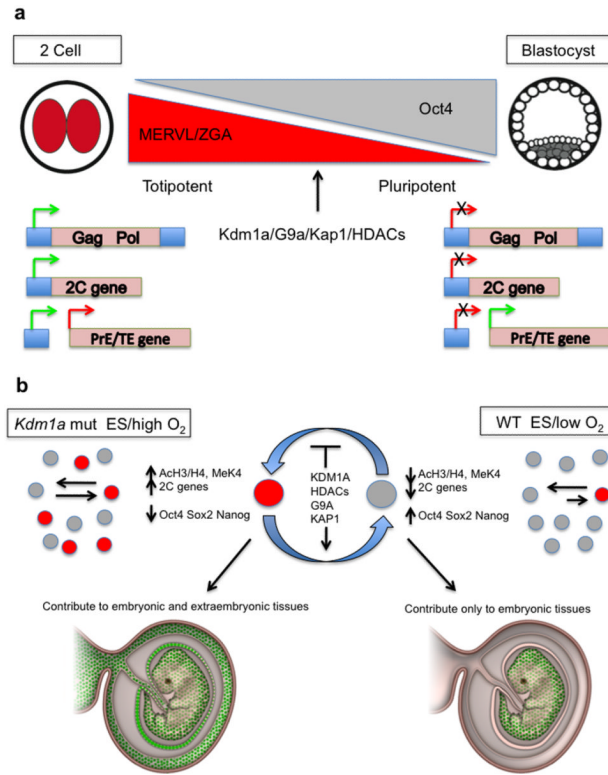 a
2 Cell
Blastocyst
Oct4
MERVL/ZGA
Totipotent
Pluripotent
Kdm1a/G9a/Kap1/HDACs
Gag Pol
2C gene
PrE/TE gene
X
Gag Pol
X
2C gene
X
PrE/TE gene
b
Kdm1a mut ES/high O2
WT ES/low O2
AcH3/H4, MeK4
2C genes
Oct4 Sox2 Nanog
KDM1A
HDACs
G9A
KAP1
AcH3/H4, MeK4
2C genes
Oct4 Sox2 Nanog
Contribute to embryonic and extraembryonic tissues
Contribute only to embryonic tissues